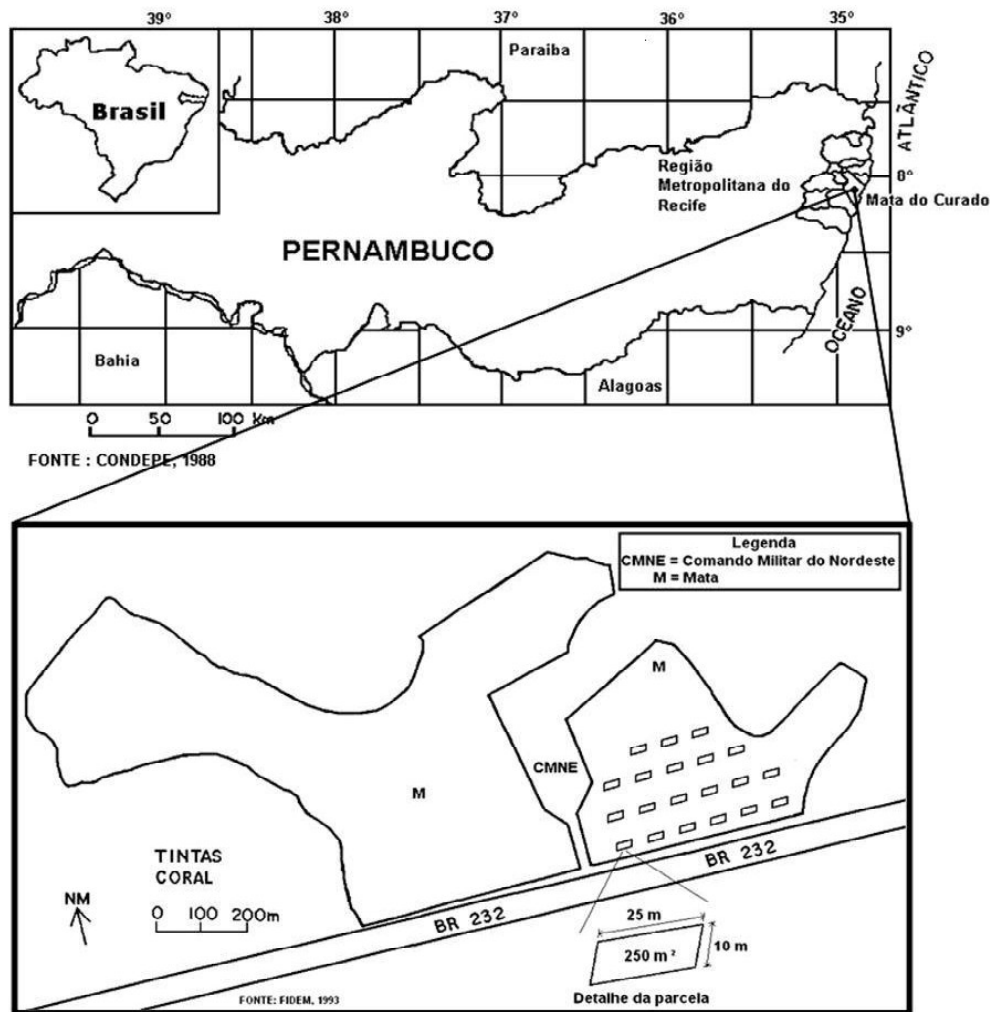 39°
38°
37°
36°
35°
Paraiba
Brasil
ATLÂNTICO
Região
Metropolitana do
Recife
8°
Mata do Curado
PERNAMBUCO
OCEANO
9°
Bahia
Alagoas
0 50 100 km
FONTE : CONDEPE, 1988
Legenda
CMNE = Comando Militar do Nordeste
M = Mata
M
CMNE
M
TINTAS
CORAL
NM
0 100 200m
BR 232
BR 232
25 m
10 m
250 m²
Detalhe da parcela
FONTE: FIDEM, 1993